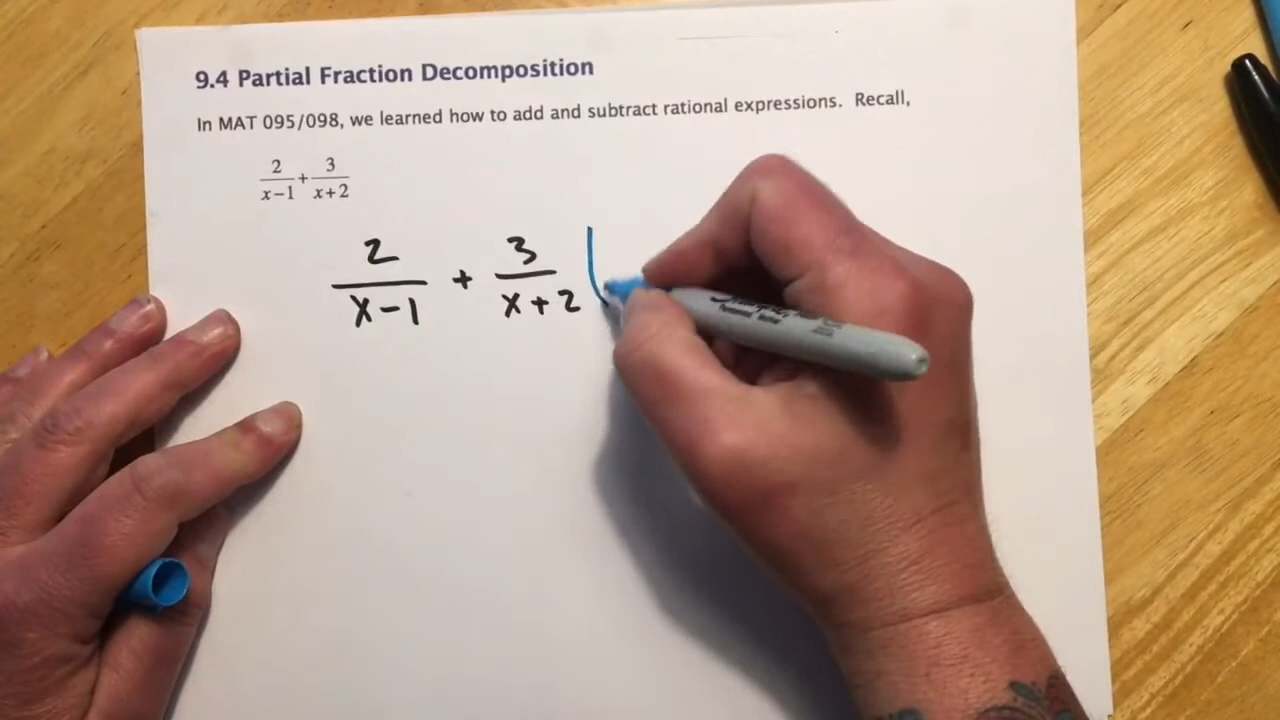 9.4 Partial Fraction Decomposition
In MAT 095/098, we learned how to add and subtract rational expressions.  Recall,
2/(x-1) + 3/(x+2)
2/(x-1) + 3/(x+2)